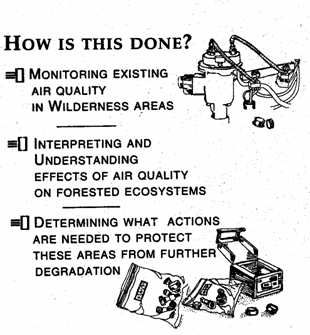 HOW IS THIS DONE?
MONITORING EXISTING
AIR QUALITY
IN WILDERNESS AREAS
INTERPRETING AND
UNDERSTANDING
EFFECTS OF AIR QUALITY
ON FORESTED ECOSYSTEMS
DETERMINING WHAT ACTIONS
ARE NEEDED TO PROTECT
THESE AREAS FROM FURTHER
DEGRADATION